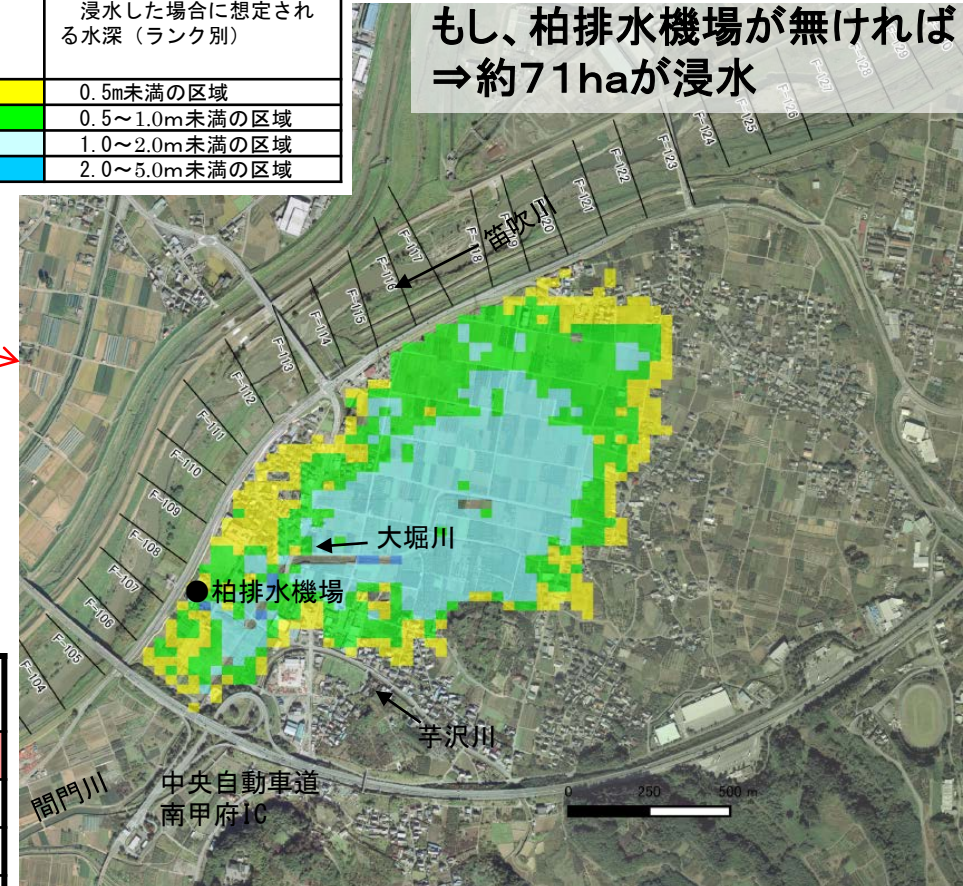 浸水した場合に想定され
る水深（ランク別）
0.5m未満の区域
0.5～1.0m未満の区域
1.0～2.0m未満の区域
2.0～5.0m未満の区域
もし、柏排水機場が無ければ
⇒約71haが浸水
F-128
F-127
F-126
F-125
F-124
F-123
F-122
F-121
F-120
F-119
F-118
F-117
F-116
F-115
F-114
F-113
F-112
F-111
F-110
F-109
F-108
F-107
F-106
F-105
F-104
笛吹川
大堀川
柏排水機場
芋沢川
間門川
中央自動車道
南甲府IC
0 250 500 m